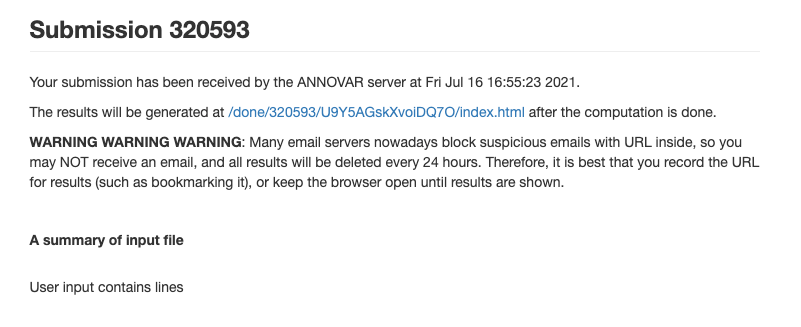 Submission 320593
Your submission has been received by the ANNOVAR server at Fri Jul 16 16:55:23 2021.
The results will be generated at /done/320593/U9Y5AGskXvoiDQ7O/index.html after the computation is done.
WARNING WARNING WARNING: Many email servers nowadays block suspicious emails with URL inside, so you
may NOT receive an email, and all results will be deleted every 24 hours. Therefore, it is best that you record the URL
for results (such as bookmarking it), or keep the browser open until results are shown.
A summary of input file
User input contains lines